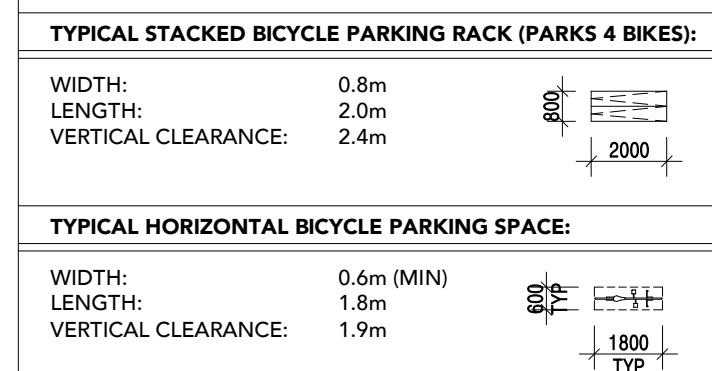 TYPICAL STACKED BICYCLE PARKING RACK (PARKS 4 BIKES):
WIDTH: 0.8m
LENGTH: 2.0m
VERTICAL CLEARANCE: 2.4m
800
2000
TYPICAL HORIZONTAL BICYCLE PARKING SPACE:
WIDTH: 0.6m (MIN)
LENGTH: 1.8m
VERTICAL CLEARANCE: 1.9m
600
TYP
1800
TYP